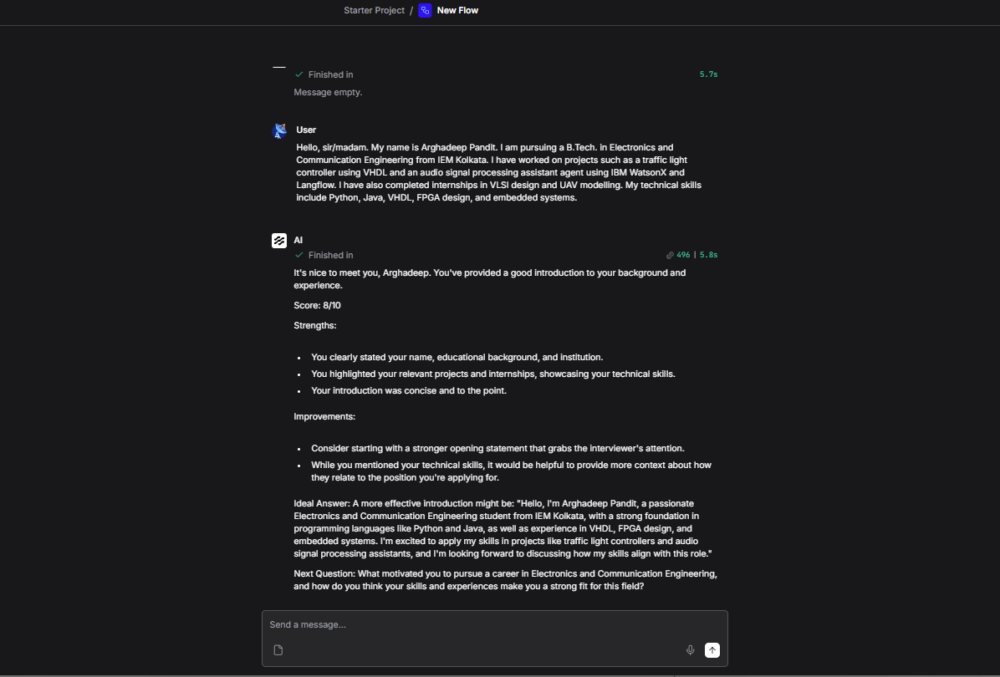 Starter Project / New Flow
Finished in 5.7s
Message empty.
User
Hello, sir/madam. My name is Arghadeep Pandit. I am pursuing a B.Tech. in Electronics and
Communication Engineering from IEM Kolkata. I have worked on projects such as a traffic light
controller using VHDL and an audio signal processing assistant agent using IBM WatsonX and
Langflow. I have also completed internships in VLSI design and UAV modelling. My technical skills
include Python, Java, VHDL, FPGA design, and embedded systems.
AI
Finished in 496 | 5.8s
It's nice to meet you, Arghadeep. You've provided a good introduction to your background and
experience.
Score: 8/10
Strengths:
• You clearly stated your name, educational background, and institution.
• You highlighted your relevant projects and internships, showcasing your technical skills.
• Your introduction was concise and to the point.
Improvements:
• Consider starting with a stronger opening statement that grabs the interviewer's attention.
• While you mentioned your technical skills, it would be helpful to provide more context about how
they relate to the position you're applying for.
Ideal Answer: A more effective introduction might be: "Hello, I'm Arghadeep Pandit, a passionate
Electronics and Communication Engineering student from IEM Kolkata, with a strong foundation in
programming languages like Python and Java, as well as experience in VHDL, FPGA design, and
embedded systems. I'm excited to apply my skills in projects like traffic light controllers and audio
signal processing assistants, and I'm looking forward to discussing how my skills align with this role."
Next Question: What motivated you to pursue a career in Electronics and Communication Engineering,
and how do you think your skills and experiences make you a strong fit for this field?
Send a message...